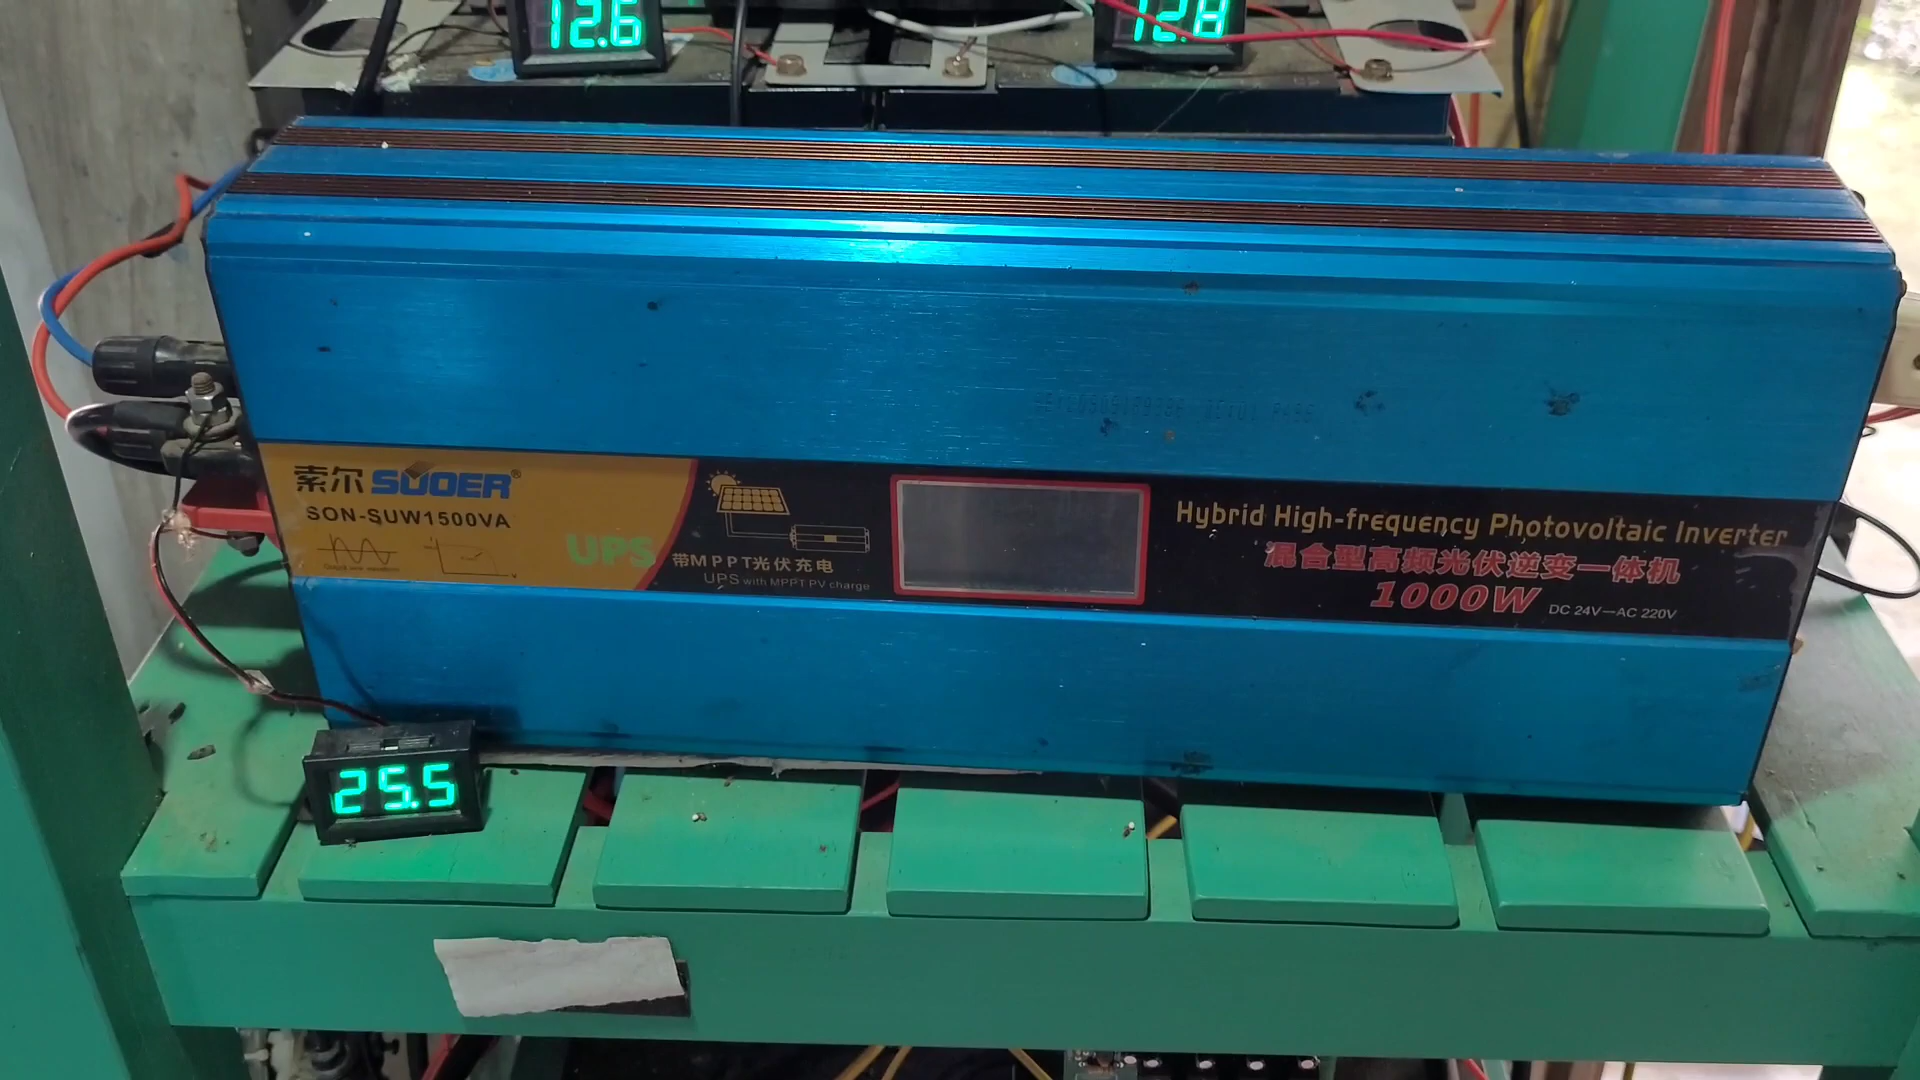 12.6
12.8
索尔 SUOER®
SON-SUW1500VA
UPS
带MPPT光伏充电
UPS with MPPT PV charge
Hybrid High-frequency Photovoltaic Inverter
混合型高频光伏逆变一体机
1000W DC 24V—AC 220V
25.5